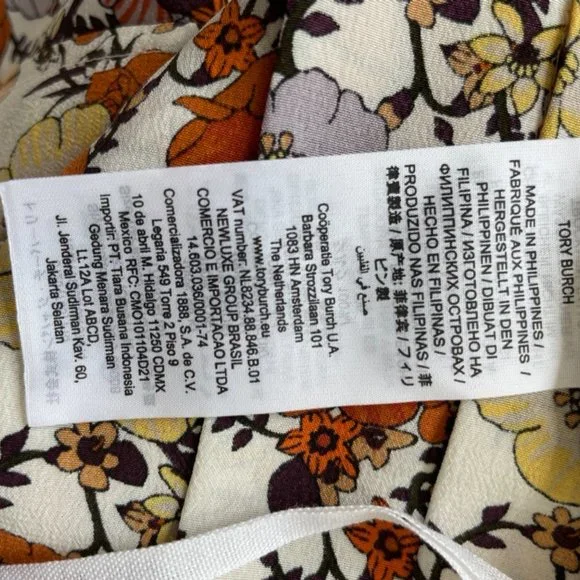 TORY BURCH
MADE IN PHILIPPINES /
FABRIQUÉ AUX PHILIPPINES /
HERGESTELLT IN DEN
PHILIPPINEN / DIBUAT DI
FILIPINA / ИЗГОТОВЛЕНО НА
ФИЛИППИНСКИХ ОСТРОВАХ /
HECHO EN FILIPINAS /
PRODUZIDO NAS FILIPINAS / 菲
律賓製造 / 原产地: 菲律宾 / フィリ
ピン製
صنع في الفلبين
Coöperatie Tory Burch U.A.
Barbara Strozzilaan 101
1083 HN Amsterdam
The Netherlands
www.toryburch.eu
VAT number: NL8234.88.846.B.01
NEWLUXE GROUP BRASIL
COMERCIO E IMPORTACAO LTDA
14.603.036/0001-74
Comercializadora 1888, S.A. de C.V.
Legaria 549 Torre 2 Piso 9
10 de abril M. Hidalgo 11250 CDMX
Mexico. RFC: CMO101104D21
Importir: PT. Tiara Busana Indonesia
Gedung Menara Sudirman
Lt. 12A Lof ABCD,
Jl. Jenderal Sudirman Kav. 60,
Jakarta Selatan